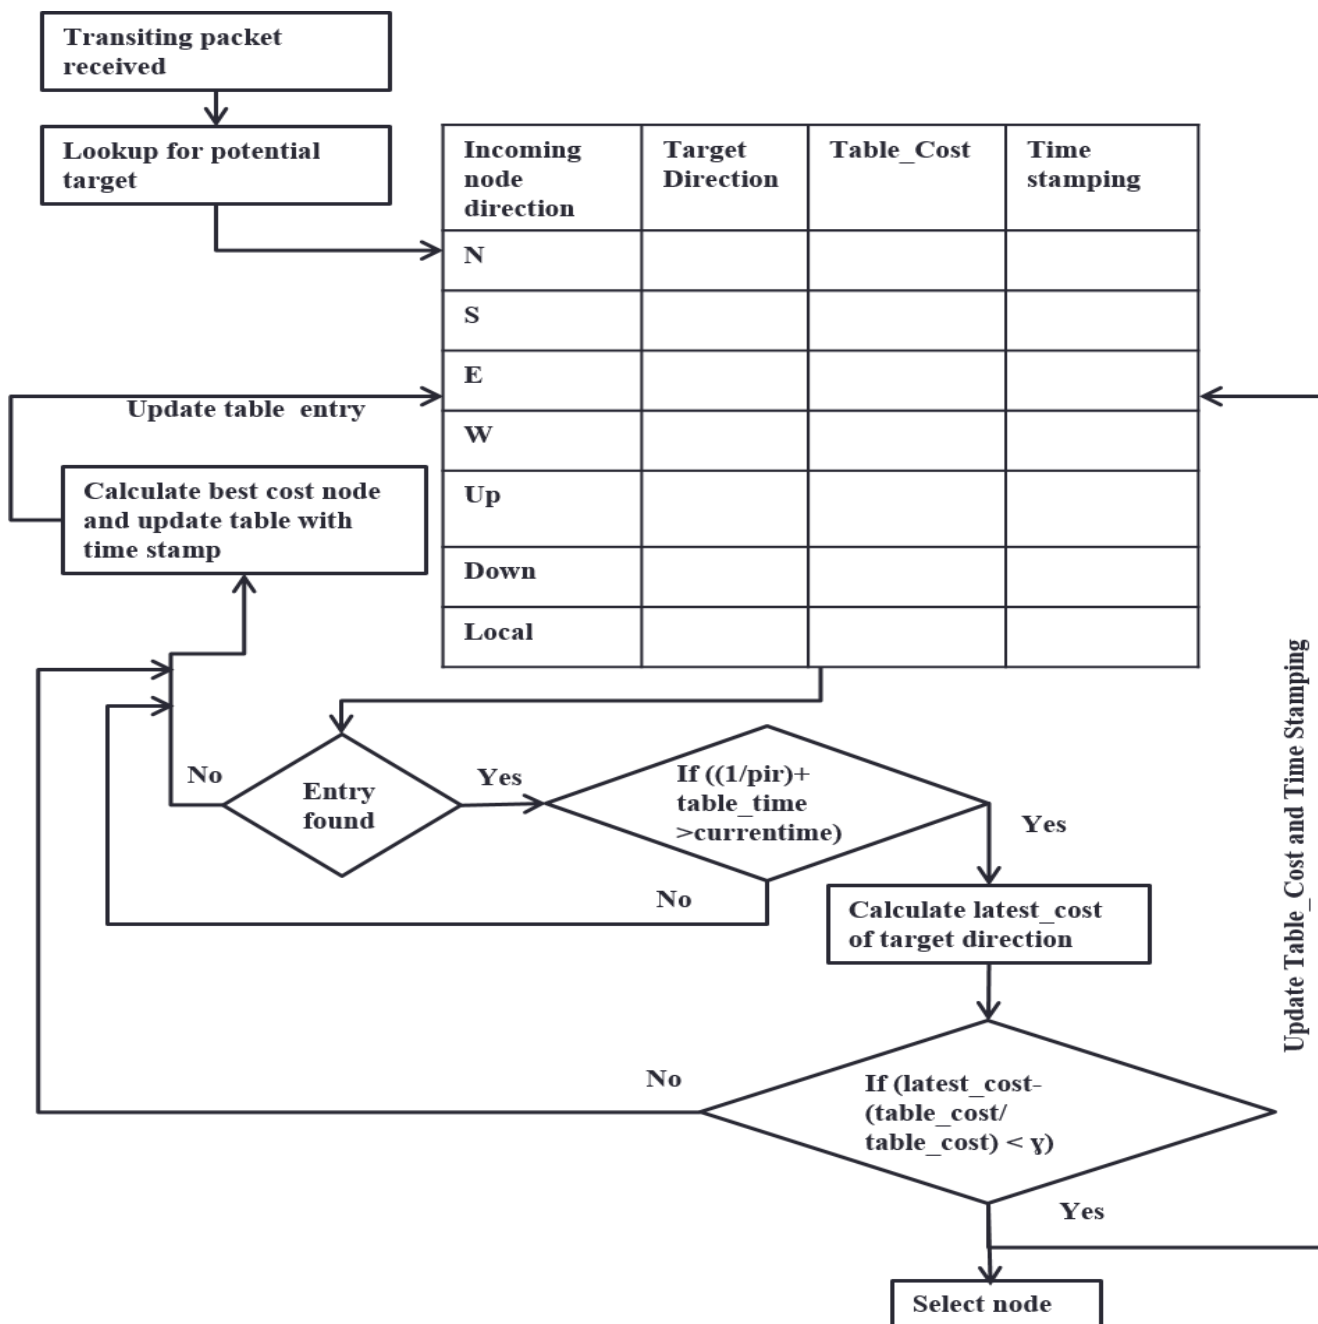 Transiting packet
received
Lookup for potential
target
Incoming
node
direction
Target
Direction
Table_Cost
Time
stamping
N
S
E
W
Up
Down
Local
Update table entry
Calculate best cost node
and update table with
time stamp
No
Entry
found
Yes
If ((1/pir)+
table_time
>currentime)
Yes
No
Calculate latest_cost
of target direction
Update Table_Cost and Time Stamping
No
If (latest_cost-
(table_cost/
table_cost) < ɣ)
Yes
Select node